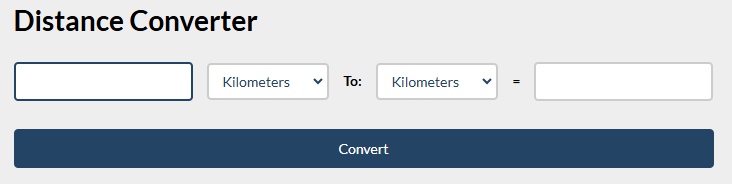 Distance Converter
Kilometers To: Kilometers =
Convert